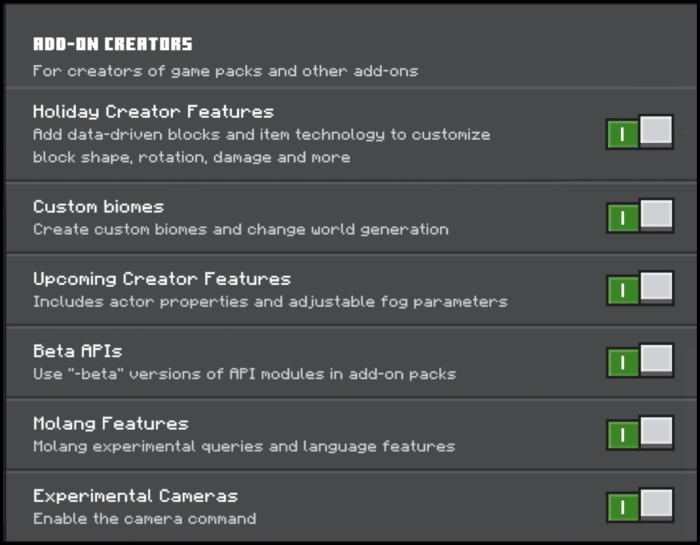 ADD-ON CREATORS
For creators of game packs and other add-ons
Holiday Creator Features
Add data-driven blocks and item technology to customize
block shape, rotation, damage and more
Custom biomes
Create custom biomes and change world generation
Upcoming Creator Features
Includes actor properties and adjustable fog parameters
Beta APIs
Use "-beta" versions of API modules in add-on packs
Molang Features
Molang experimental queries and language features
Experimental Cameras
Enable the camera command